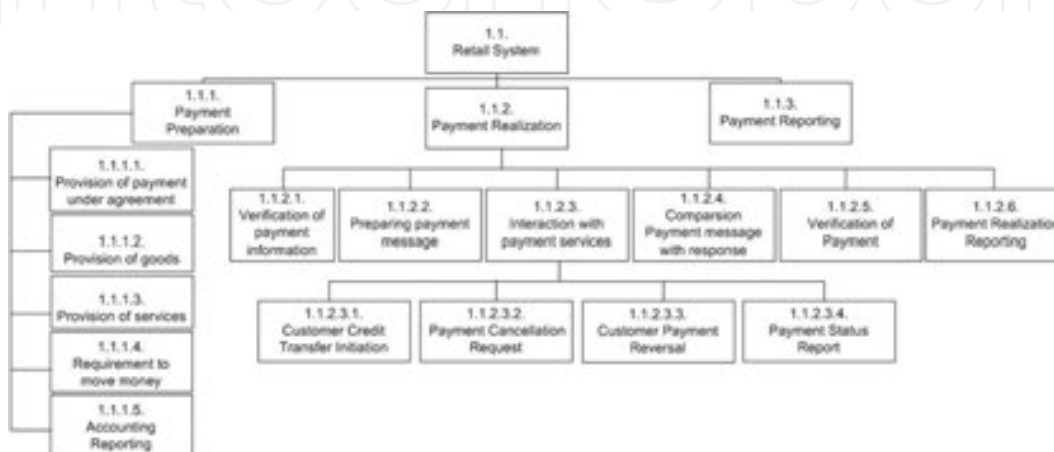 1.1.
Retail System
1.1.1.
Payment
Preparation
1.1.2.
Payment Realization
1.1.3.
Payment Reporting
1.1.1.1.
Provision of payment
under agreement
1.1.1.2.
Provision of goods
1.1.1.3.
Provision of services
1.1.1.4.
Requirement to
move money
1.1.1.5.
Accounting
Reporting
1.1.2.1.
Verification of
payment
information
1.1.2.2.
Preparing payment
message
1.1.2.3.
Interaction with
payment services
1.1.2.4.
Comparsion
Payment message
with response
1.1.2.5.
Verification of
Payment
1.1.2.6.
Payment Realization
Reporting
1.1.2.3.1.
Customer Credit
Transfer Initiation
1.1.2.3.2.
Payment Cancellation
Request
1.1.2.3.3.
Customer Payment
Reversal
1.1.2.3.4.
Payment Status
Report